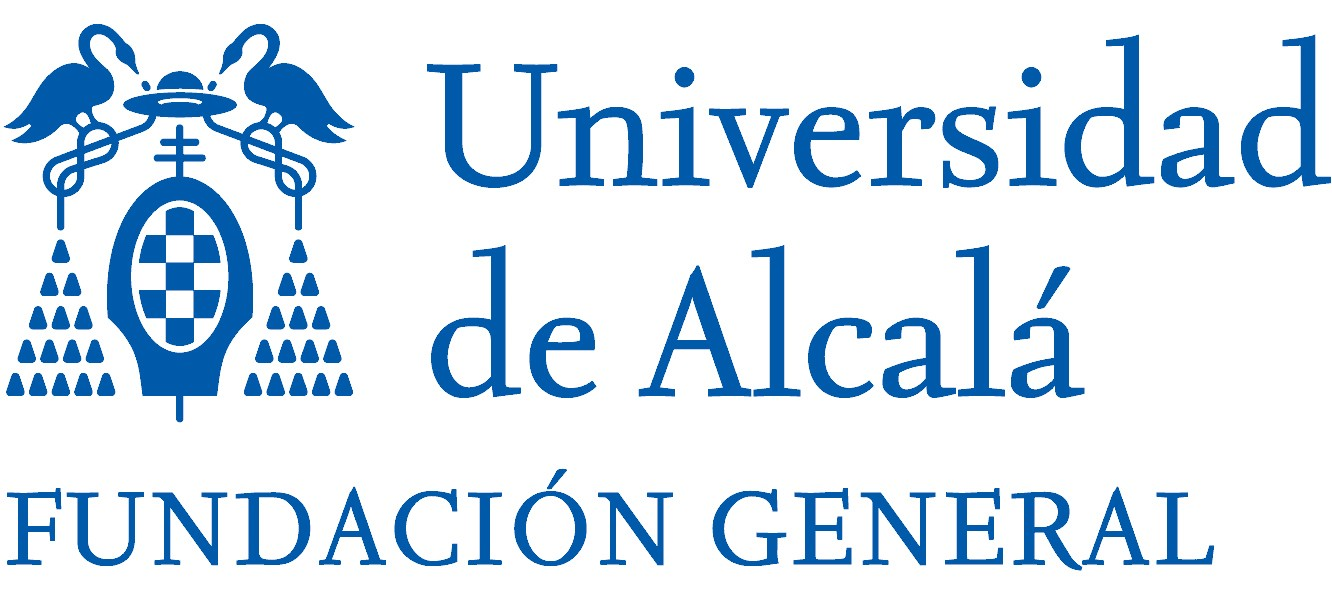 Universidad
de Alcalá
FUNDACIÓN GENERAL